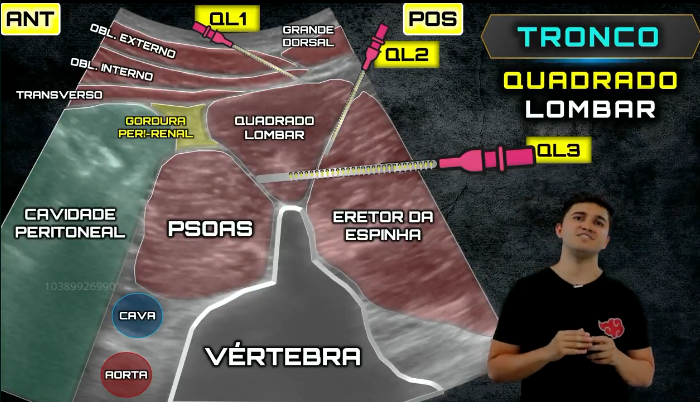 ANT
QL1
GRANDE
DORSAL
POS
QL2
TRONCO
QUADRADO
LOMBAR
OBL. EXTERNO
OBL. INTERNO
TRANSVERSO
GORDURA
PERI-RENAL
QUADRADO
LOMBAR
QL3
CAVIDADE
PERITONEAL
PSOAS
ERETOR DA
ESPINHA
10389926990
CAVA
VÉRTEBRA
AORTA